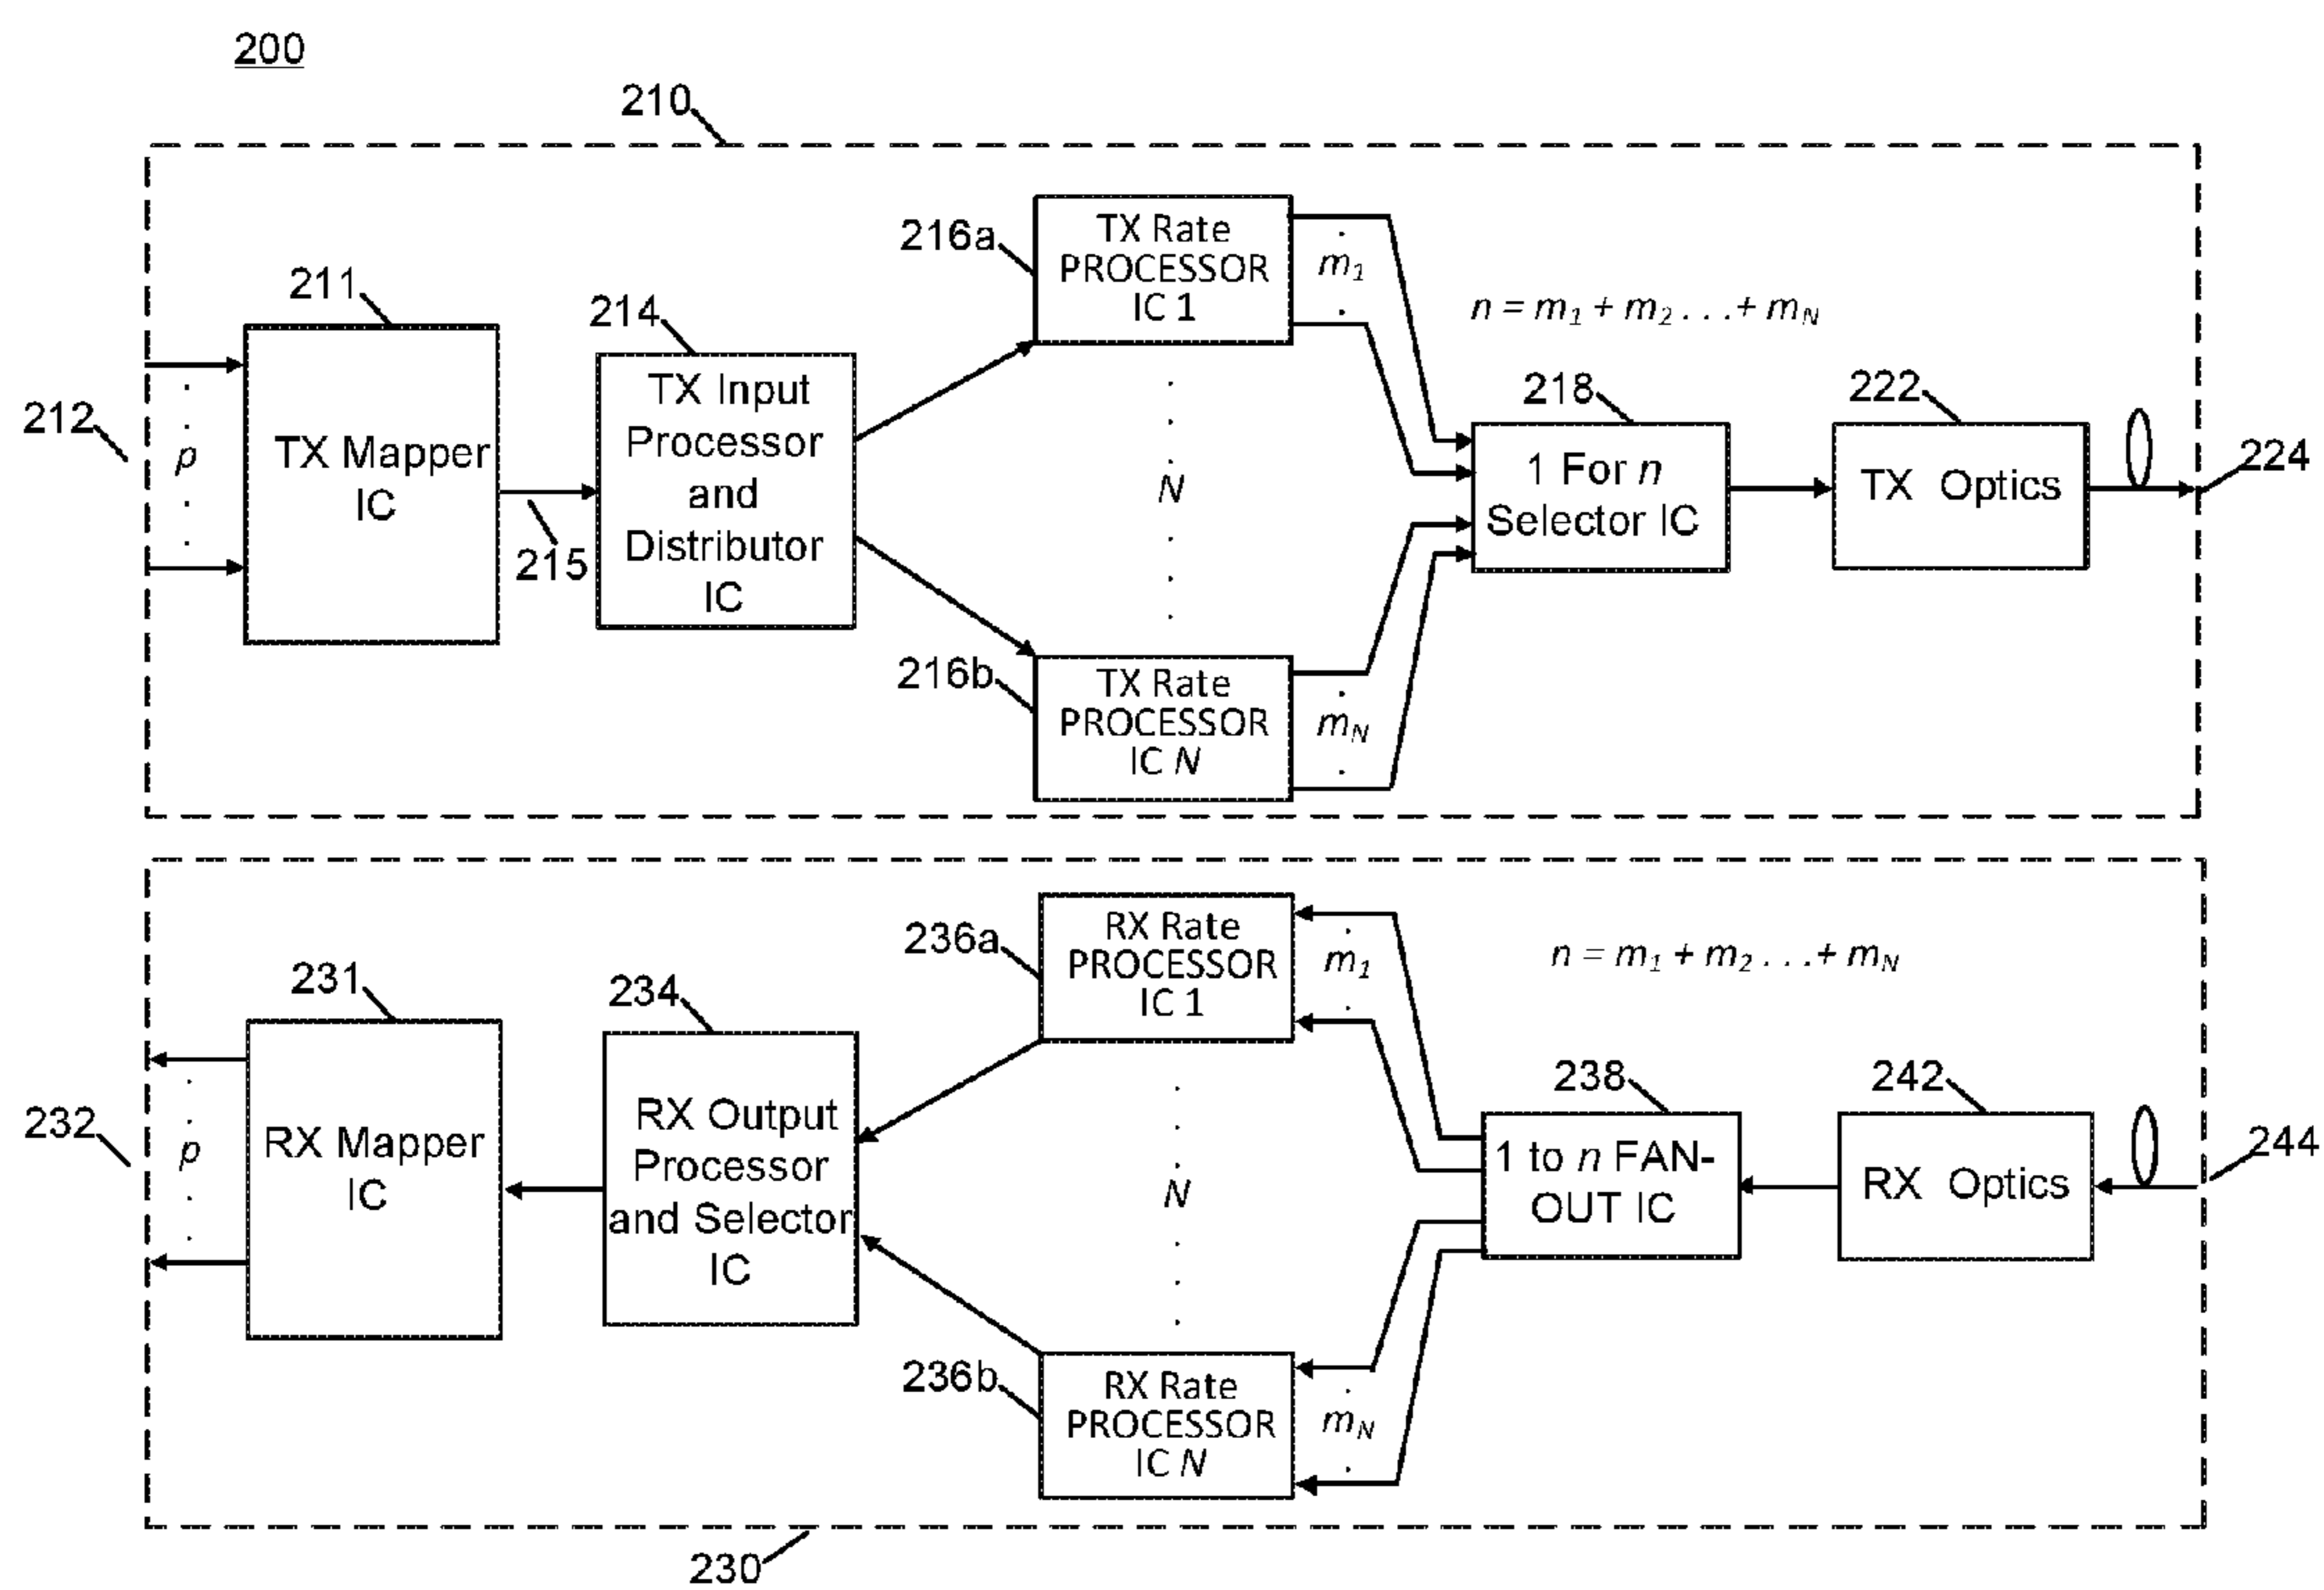 200
210
211
214
216a
TX Rate
PROCESSOR
IC 1
m1
n = m1 + m2 . . .+ mN
212
p
TX Mapper
IC
215
TX Input
Processor
and
Distributor
IC
N
218
1 For n
Selector IC
222
TX Optics
224
216b
TX Rate
PROCESSOR
IC N
mN
231
234
236a
RX Rate
PROCESSOR
IC 1
m1
n = m1 + m2 . . .+ mN
232
p
RX Mapper
IC
RX Output
Processor
and Selector
IC
N
238
1 to n FAN-
OUT IC
242
RX Optics
244
236b
RX Rate
PROCESSOR
IC N
mN
230